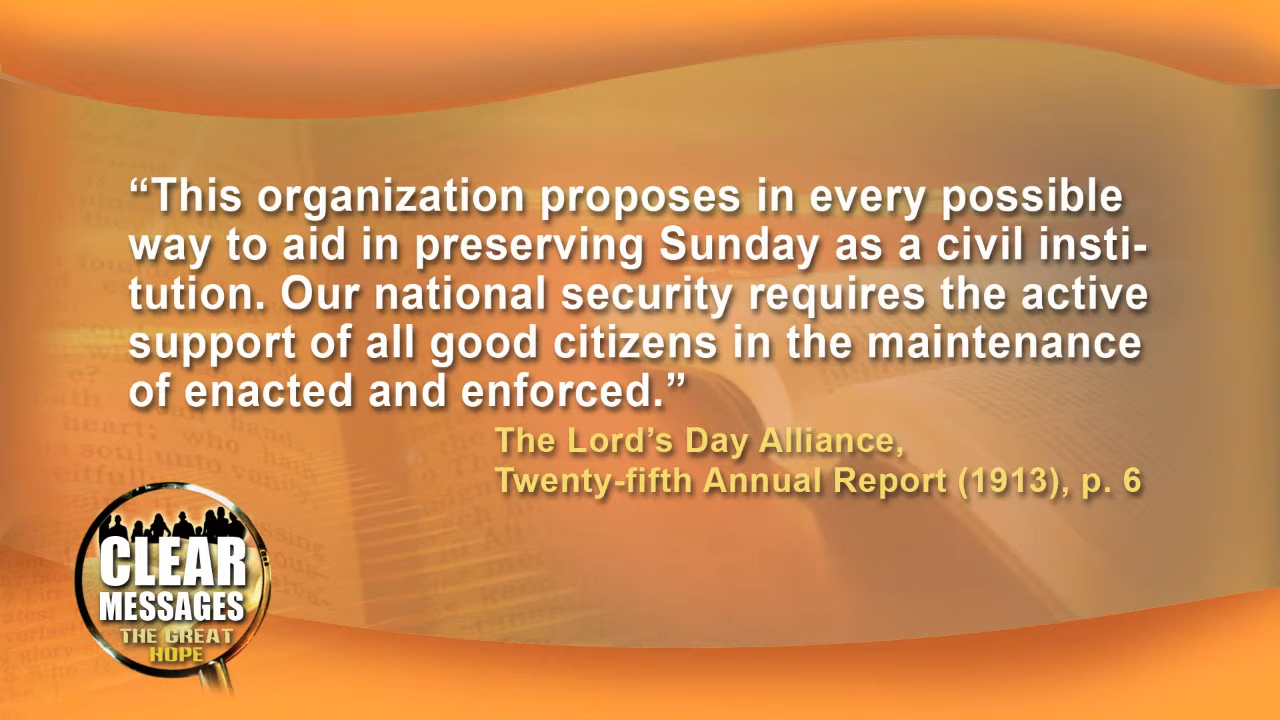 “This organization proposes in every possible
way to aid in preserving Sunday as a civil insti-
tution. Our national security requires the active
support of all good citizens in the maintenance
of enacted and enforced.”
The Lord’s Day Alliance,
Twenty-fifth Annual Report (1913), p. 6
CLEAR
MESSAGES
THE GREAT
HOPE